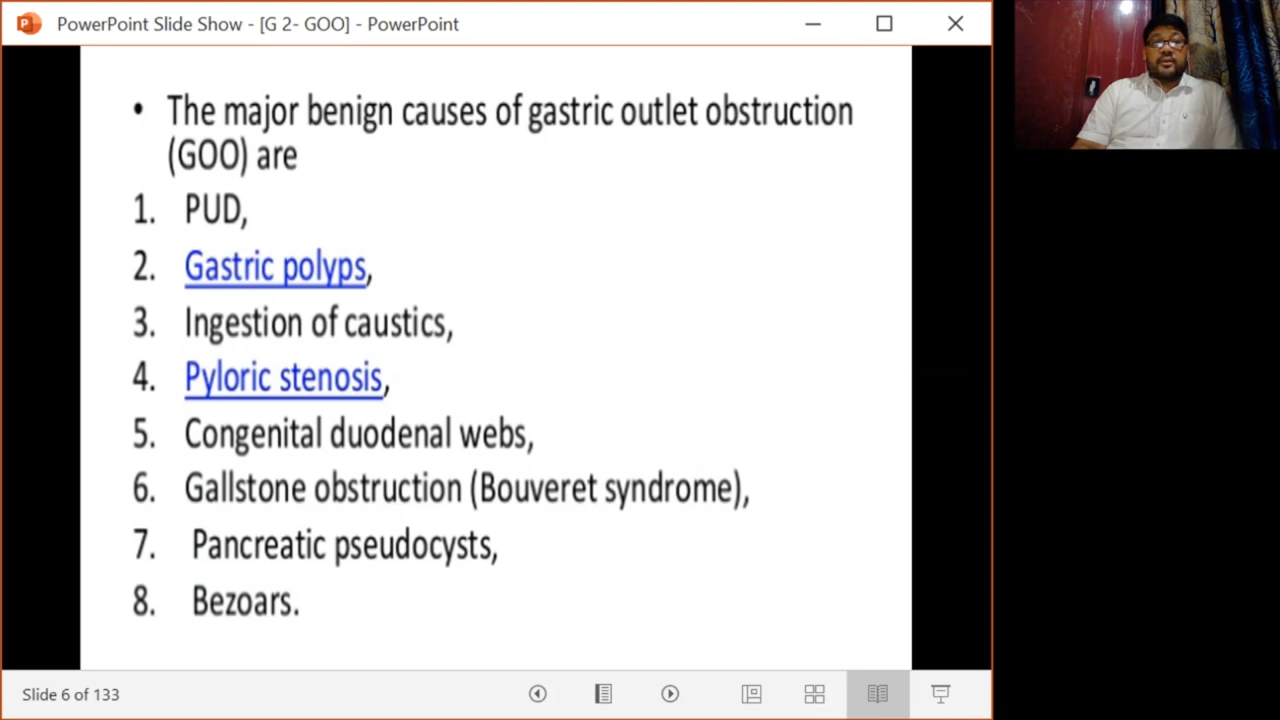 PowerPoint Slide Show - [G 2- GOO] - PowerPoint
• The major benign causes of gastric outlet obstruction
(GOO) are
1. PUD,
2. Gastric polyps,
3. Ingestion of caustics,
4. Pyloric stenosis,
5. Congenital duodenal webs,
6. Gallstone obstruction (Bouveret syndrome),
7. Pancreatic pseudocysts,
8. Bezoars.
Slide 6 of 133